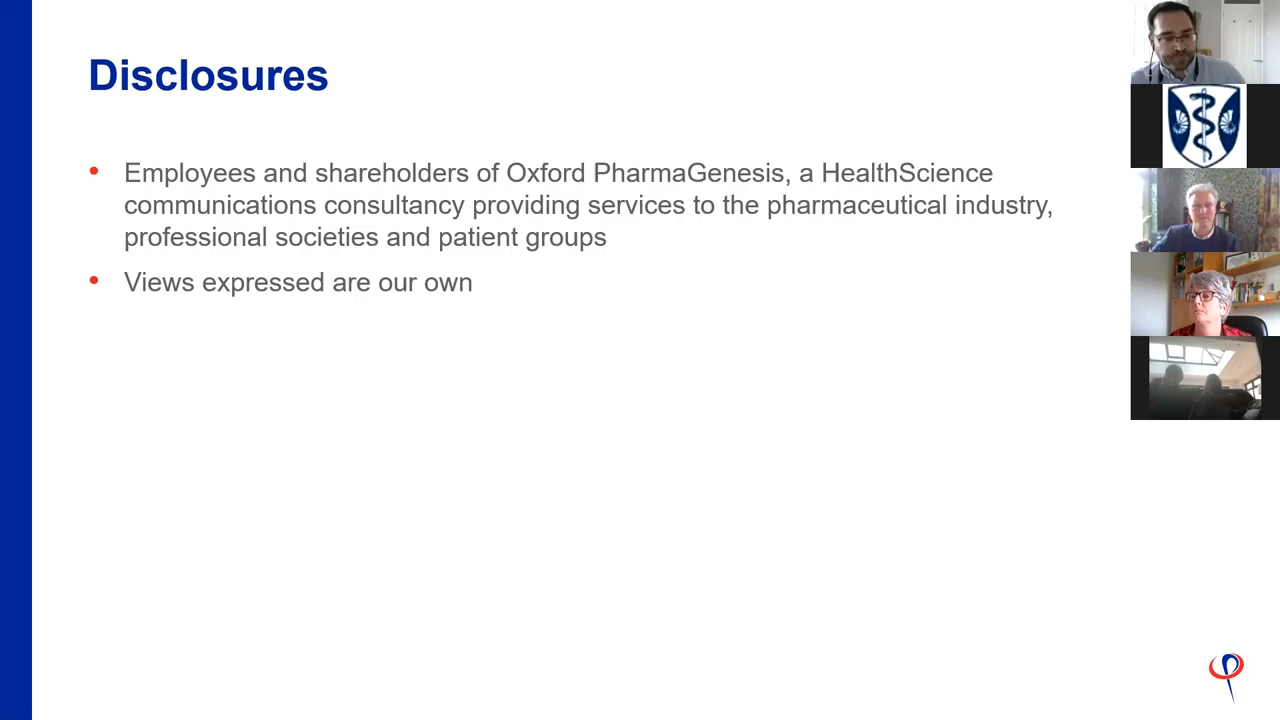 Disclosures
• Employees and shareholders of Oxford PharmaGenesis, a HealthScience
communications consultancy providing services to the pharmaceutical industry,
professional societies and patient groups
• Views expressed are our own